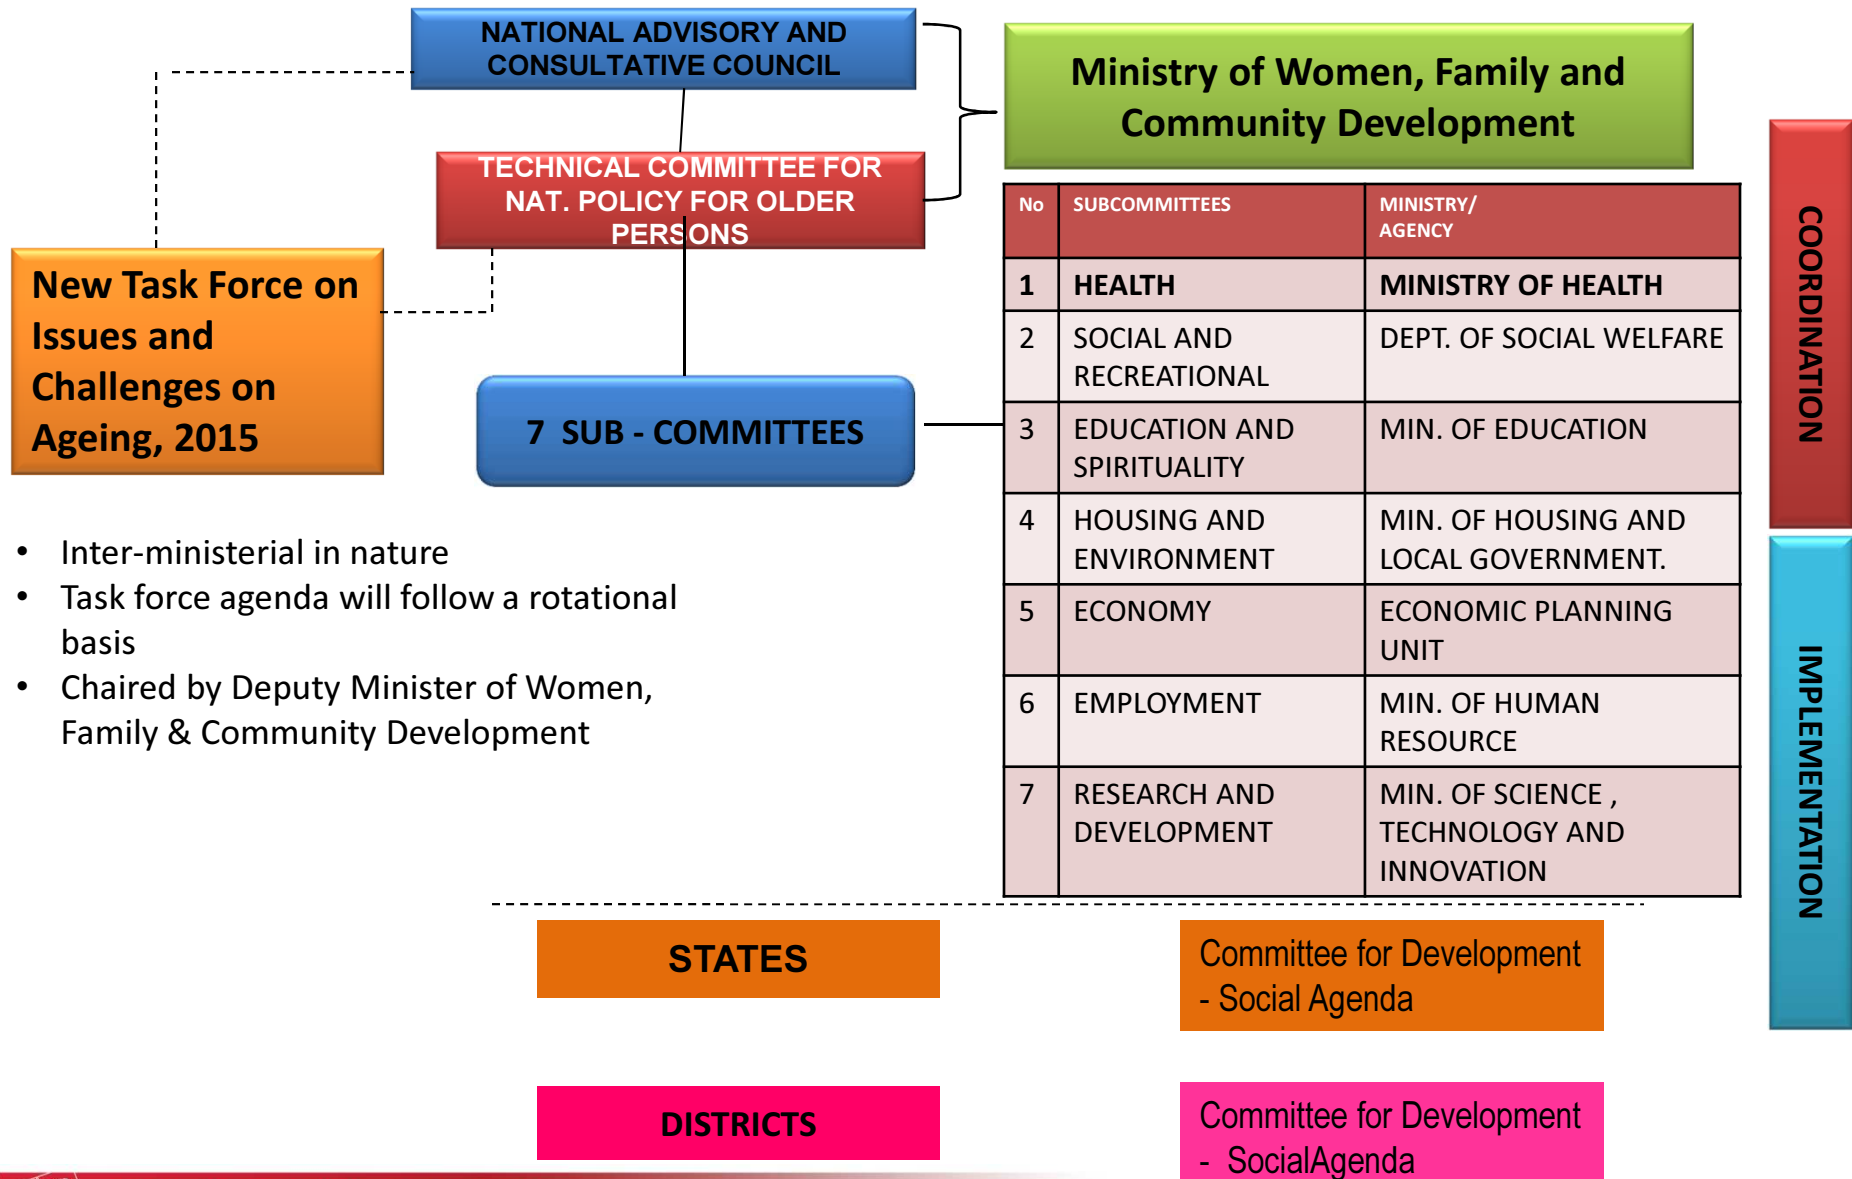 NATIONAL ADVISORY AND
CONSULTATIVE COUNCIL
Ministry of Women, Family and
Community Development
TECHNICAL COMMITTEE FOR
NAT. POLICY FOR OLDER
PERSONS
New Task Force on
Issues and
Challenges on
Ageing, 2015
7 SUB - COMMITTEES
• Inter-ministerial in nature
• Task force agenda will follow a rotational
basis
• Chaired by Deputy Minister of Women,
Family & Community Development
No SUBCOMMITTEES MINISTRY/
AGENCY
1 HEALTH MINISTRY OF HEALTH
2 SOCIAL AND DEPT. OF SOCIAL WELFARE
RECREATIONAL
3 EDUCATION AND MIN. OF EDUCATION
SPIRITUALITY
4 HOUSING AND MIN. OF HOUSING AND
ENVIRONMENT LOCAL GOVERNMENT.
5 ECONOMY ECONOMIC PLANNING
UNIT
6 EMPLOYMENT MIN. OF HUMAN
RESOURCE
7 RESEARCH AND MIN. OF SCIENCE ,
DEVELOPMENT TECHNOLOGY AND
INNOVATION
COORDINATION
IMPLEMENTATION
STATES
Committee for Development
- Social Agenda
DISTRICTS
Committee for Development
- SocialAgenda